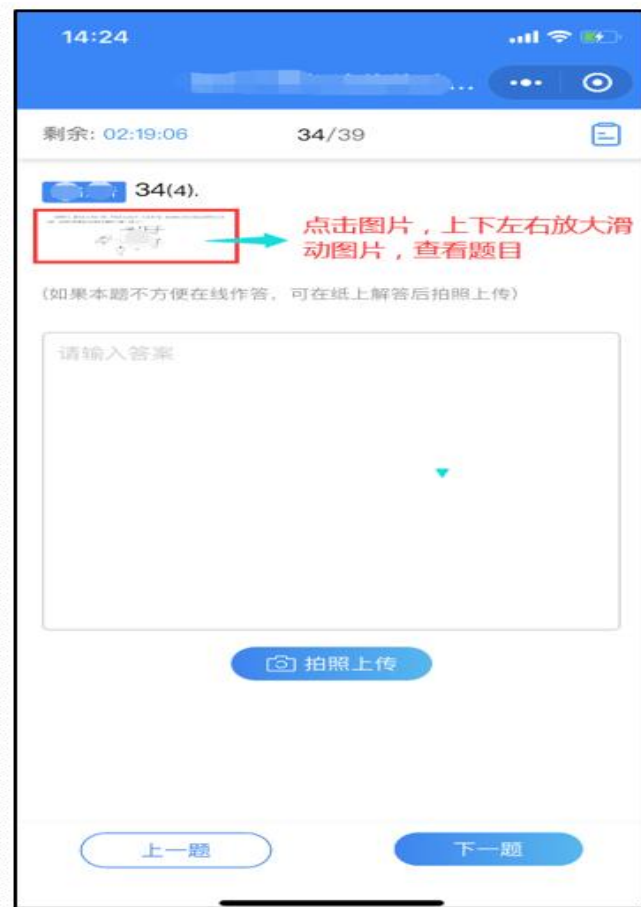 14:24
...
剩余: 02:19:06
34/39
34(4).
点击图片，上下左右放大滑
动图片，查看题目
(如果本题不方便在线作答，可在纸上解答后拍照上传)
请输入答案
拍照上传
上一题
下一题